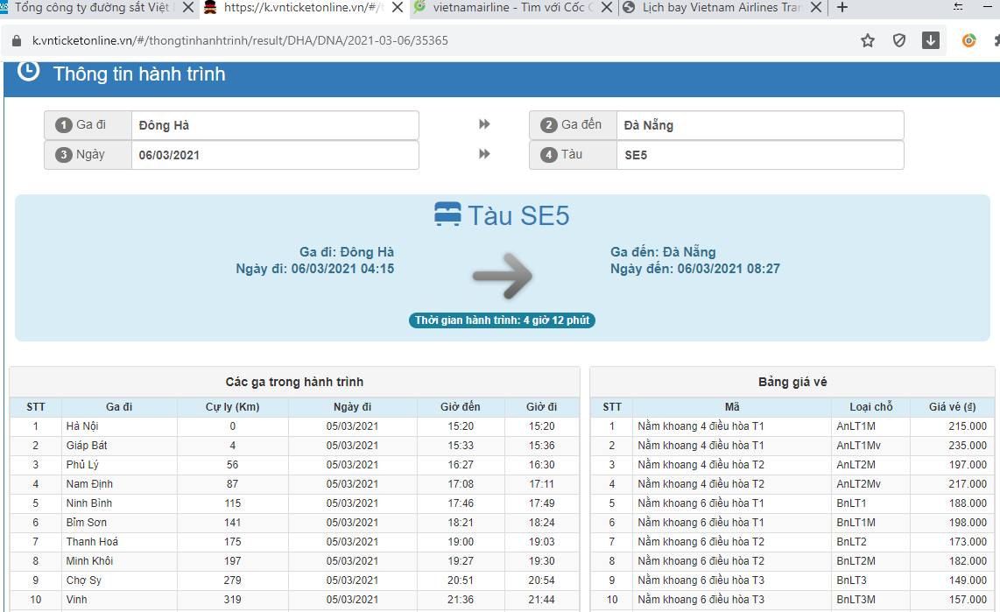 Tổng công ty đường sắt Việt
https://k.vnticketonline.vn/#/t
vietnamairline - Tìm với Cốc C
Lịch bay Vietnam Airlines Tran
k.vnticketonline.vn/#/thongtinhanhtrinh/result/DHA/DNA/2021-03-06/35365
Thông tin hành trình
1 Ga đi Đông Hà
2 Ga đến Đà Nẵng
3 Ngày 06/03/2021
4 Tàu SE5
Tàu SE5
Ga đi: Đông Hà
Ngày đi: 06/03/2021 04:15
Ga đến: Đà Nẵng
Ngày đến: 06/03/2021 08:27
Thời gian hành trình: 4 giờ 12 phút
Các ga trong hành trình
STT Ga đi Cự ly (Km) Ngày đi Giờ đến Giờ đi
1 Hà Nội 0 05/03/2021 15:20 15:20
2 Giáp Bát 4 05/03/2021 15:33 15:36
3 Phủ Lý 56 05/03/2021 16:27 16:30
4 Nam Định 87 05/03/2021 17:08 17:11
5 Ninh Bình 115 05/03/2021 17:46 17:49
6 Bỉm Sơn 141 05/03/2021 18:21 18:24
7 Thanh Hoá 175 05/03/2021 19:00 19:03
8 Minh Khôi 197 05/03/2021 19:27 19:30
9 Chợ Sy 279 05/03/2021 20:51 20:54
10 Vinh 319 05/03/2021 21:36 21:44
Bảng giá vé
STT Mã Loại chỗ Giá vé (₫)
1 Nằm khoang 4 điều hòa T1 AnLT1M 215.000
2 Nằm khoang 4 điều hòa T1 AnLT1Mv 235.000
3 Nằm khoang 4 điều hòa T2 AnLT2M 197.000
4 Nằm khoang 4 điều hòa T2 AnLT2Mv 217.000
5 Nằm khoang 6 điều hòa T1 BnLT1 188.000
6 Nằm khoang 6 điều hòa T1 BnLT1M 198.000
7 Nằm khoang 6 điều hòa T2 BnLT2 173.000
8 Nằm khoang 6 điều hòa T2 BnLT2M 182.000
9 Nằm khoang 6 điều hòa T3 BnLT3 149.000
10 Nằm khoang 6 điều hòa T3 BnLT3M 157.000